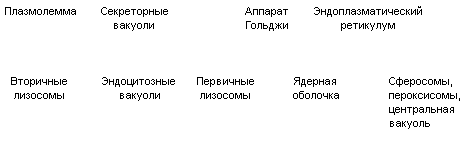 Плазмолемма
Секреторные
вакуоли
Аппарат
Гольджи
Эндоплазматический
ретикулум
Вторичные
лизосомы
Эндоцитозные
вакуоли
Первичные
лизосомы
Ядерная
оболочка
Сферосомы,
пероксисомы,
центральная
вакуоль